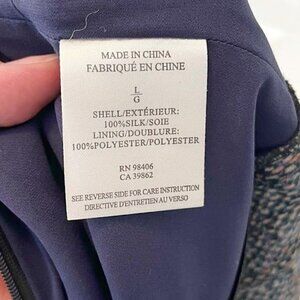 MADE IN CHINA
FABRIQUÉ EN CHINE
L
G
SHELL/EXTÉRIEUR:
100%SILK/SOIE
LINING/DOUBLURE:
100%POLYESTER/POLYESTER
RN 98406
CA 39862
SEE REVERSE SIDE FOR CARE INSTRUCTION
DIRECTIVE D'ENTRETIEN AU VERSO